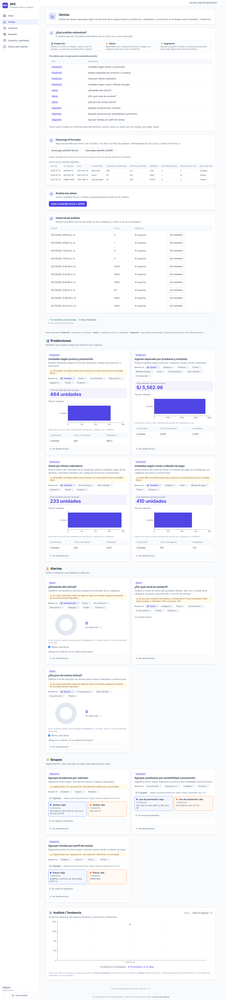 SPC
SPC
Pronóstico para tu negocio
Inicio
Ventas
Compras
Almacén
Usuarios y permisos
Acerca del sistema
Servidor: http://localhost:8010
Ventas
Estima las ventas esperadas según los factores de tu negocio (precio, promoción, calendario). La evolución en el tiempo está en Análisis / Tendencia.
1
¿Qué análisis obtendrás?
El sistema ejecuta 10 análisis automáticos por ti. Estos son y qué responden.
Predicción
Estiman un número (unidades, ingreso, días de entrega...) a partir de los factores de tu negocio.
Alerta
Responden sí/no (¿riesgo de quiebre?) o eligen una categoría (¿por qué canal se venderá?).
Segmento
Agrupan productos, tiendas o proveedores parecidos para poder gestionarlos de forma distinta.
10 análisis que se ejecutarán automáticamente:
TIPO PREGUNTA
Predicción Unidades según precio y promoción
Predicción Ingreso esperado por producto y contexto
Predicción Venta por efecto calendario
Predicción Unidades según canal y método de pago
Alerta ¿Demanda alta (sí/no)?
Alerta ¿Por qué canal se venderá?
Alerta ¿Día pico de ventas (sí/no)?
Segmento Agrupar productos por volumen
Segmento Agrupar productos por sensibilidad a promoción
Segmento Agrupar tiendas por perfil de ventas
Todos estos análisis se entrenan automáticamente cuando subes tus datos (sin que tengas que elegir nada).
2
Descarga el formato
Baja una plantilla para llenar con tus datos. Ya viene con filas de ejemplo: reemplázalas por las tuyas y súbela en el Paso 3.
Descargar plantilla (Excel) Descargar plantilla (JSON)
Ambas plantillas traen todas las columnas necesarias y filas de ejemplo listas para reemplazar.
Así se ven las columnas (ejemplo):
FECHA ID_TIENDA SKU CATEGORIA UNIDADES_VENDIDAS PRECIO_UNITARIO INGRESO EN_PROMOCION DESCUENTO_PCT METODO_PAG
2025-01-15 BODEGA-LI SKU-AZC-01 Abarrotes 850 2.5 2125 0 0 Contado
2025-01-15 BOTICA-JR SKU-VIT-05 Salud 45 125 5625 1 10 Tarjeta
2025-01-15 FERRE-NOR SKU-HER-12 Herramientas 32 450 14400 0 5 Crédito
3
Analiza tus datos
Sube tu plantilla (Excel o JSON) y automáticamente verás los 10 análisis.
Subir mi plantilla (Excel o JSON)
4
Historial de análisis
Revisa los análisis que hiciste antes en esta categoría y vuelve a ver sus resultados.
FECHA FILAS ANÁLISIS
14/7/2026, 8:09:13 a. m. 5 10 reportes Ver resultados
14/7/2026, 8:08:51 a. m. 1 10 reportes Ver resultados
14/7/2026, 7:55:23 a. m. 5 10 reportes Ver resultados
14/7/2026, 7:53:14 a. m. 5 10 reportes Ver resultados
14/7/2026, 6:44:48 a. m. 10041 10 reportes Ver resultados
14/7/2026, 6:43:03 a. m. 10041 10 reportes Ver resultados
14/7/2026, 6:39:46 a. m. 10041 10 reportes Ver resultados
14/7/2026, 5:40:47 a. m. 50 10 reportes Ver resultados
12/7/2026, 11:48:20 p. m. 10041 10 reportes Ver resultados
12/7/2026, 10:41:47 p. m. 10041 10 reportes Ver resultados
✓ 13 columnas reconocidas 5 filas analizadas
▸ Ver columnas reconocidas
Cómo leer esto: Predicción = regresión (un número) · Alerta = clasificación (sí/no o categoría) · Segmento = agrupación (clustering). El detalle técnico está en «Ver detalle técnico».
Predicciones
Números: qué esperar según los factores de tu negocio
Predicción
Unidades según precio y promoción
Predice demanda unitaria en función del precio, estado de promoción y descuento.
Señal débil: el modelo explica poca variación con estos factores (error promedio 198%).
Basado en: Unidades Precio En promoción Descuento %
Categoría Tienda Producto
Total estimado (periodo reciente)
464 unidades
Top por categoría:
Comidas
0 150 300 450 600
Cada barra suma el valor estimado del periodo por categoría (en unidades).
CATEGORÍA TOTAL ESTIMADO PROMEDIO
Comidas 464 464.2
▸ Ver detalle técnico
Predicción
Ingreso esperado por producto y contexto
Predice ingresos según producto, categoría, tienda, canal y calendario.
Basado en: Ingreso Categoría Producto Tienda
Método de pago Canal Fin de semana Días a feriado
En promoción
Total estimado (periodo reciente)
S/ 5,562.98
Top por categoría:
Comidas
0 1500 3000 4500 6000
Cada barra suma el valor estimado del periodo por categoría (en S/).
CATEGORÍA TOTAL ESTIMADO PROMEDIO
Comidas 5,563 5,563
▸ Ver detalle técnico
Predicción
Venta por efecto calendario
Aísla el efecto del calendario en la demanda: predice unidades según fin de semana y cercanía a feriados, por categoría (sin precio ni promoción).
Señal débil: el modelo explica poca variación con estos factores (error promedio 49%).
Basado en: Unidades Fin de semana Días a feriado
Categoría Tienda Producto
Total estimado (periodo reciente)
233 unidades
Top por categoría:
Comidas
0 60 120 180 240
Cada barra suma el valor estimado del periodo por categoría (en unidades).
CATEGORÍA TOTAL ESTIMADO PROMEDIO
Comidas 233 233.1
▸ Ver detalle técnico
Predicción
Unidades según canal y método de pago
Aísla el efecto del canal de venta y el método de pago en la demanda, por categoría (sin precio ni promoción).
Señal débil: el modelo explica poca variación con estos factores (error promedio 163%).
Basado en: Unidades Categoría Canal Método de pago
Tienda Producto
Total estimado (periodo reciente)
410 unidades
Top por categoría:
Comidas
0 150 300 450 600
Cada barra suma el valor estimado del periodo por categoría (en unidades).
CATEGORÍA TOTAL ESTIMADO PROMEDIO
Comidas 410 410
▸ Ver detalle técnico
Alertas
Sí/No o categoría: qué requiere tu atención
Alerta
¿Demanda alta (sí/no)?
Clasifica si la demanda será alta respecto al promedio de su categoría.
Sin casos suficientes: todos los registros caen en la misma categoría (sin alerta); no se puede entrenar esta alerta.
Basado en: Demanda alta Precio En promoción
Descuento % Categoría Tienda Producto
0
en alerta de 1
El aro muestra cuántos casos quedaron en alerta vs. normales, sobre 1 casos del periodo de prueba.
Mostrar solo alertas
¡Ninguno en alerta con los datos de prueba!
▸ Ver detalle técnico
Alerta
¿Por qué canal se venderá?
Predice el canal de venta más probable (tienda, web, etc.) a partir de la categoría, el precio, la promoción y si es fin de semana.
No se pudo completar este análisis: n_components=2 must be between 0 and min(n_samples, n_features)=1 with svd_solver='full'
Basado en: Canal Categoría Precio En promoción
Fin de semana Tienda Producto
Sin predicciones.
▸ Ver detalle técnico
Alerta
¿Día pico de ventas (sí/no)?
Detecta si el día será pico de ventas (sí/no) según calendario y promociones.
Sin casos suficientes: todos los registros caen en la misma categoría (sin alerta); no se puede entrenar esta alerta.
Basado en: Día pico Fin de semana Días a feriado
En promoción Tienda
0
en alerta de 1
El aro muestra cuántos casos quedaron en alerta vs. normales, sobre 1 casos del periodo de prueba.
Mostrar solo alertas
¡Ninguno en alerta con los datos de prueba!
▸ Ver detalle técnico
Grupos
Segmentación: cómo agrupar tus datos para gestionarlos mejor
Segmento
Agrupar productos por volumen
Segmenta SKUs según volumen de ventas e ingresos generados.
Segmentación con 1 grupo(s) de 1 solo elemento: referencial, no accionable.
Basado en: Unidades Ingreso Producto
K = 2 grupos elegido automáticamente por mayor silueta, probando k de 2 a 4.
Ventas: bajo
4 elementos
SKU-HER-12, SKU-PAN-03, SKU-PLA-08, SKU-VIT-05
Ventas: alto
1 elementos
SKU-AZC-01
▸ Ver mapa de segmentos
▸ Ver detalle técnico
Segmento
Agrupar productos por sensibilidad a promoción
Segmenta SKUs según respuesta a promociones (volatilidad con/sin promo).
Basado en: En promoción Descuento % Unidades Producto
K = 2 grupos elegido automáticamente por mayor silueta, probando k de 2 a 4.
Uso de promoción: bajo
3 elementos
SKU-AZC-01, SKU-HER-12, SKU-PLA-08
Uso de promoción: alto
2 elementos
SKU-PAN-03, SKU-VIT-05
▸ Ver mapa de segmentos
▸ Ver detalle técnico
Segmento
Agrupar tiendas por perfil de ventas
Segmenta puntos de venta según volumen, precio medio y método de pago.
Segmentación con 1 grupo(s) de 1 solo elemento: referencial, no accionable.
Basado en: Unidades Ingreso Precio Tienda
K = 2 grupos elegido automáticamente por mayor silueta, probando k de 2 a 4.
Precio: bajo
4 elementos
BODEGA-LI, BOTICA-JR, PAN-AZNG, REST-SJ
Precio: alto
1 elementos
FERRE-NOR
▸ Ver mapa de segmentos
▸ Ver detalle técnico
Análisis / Tendencia
Filtrar: Todo el negocio
Evolución temporal del negocio (histórico) y pronóstico referencial.
1400
1050
700
350
0
2025-01-15
Histórico (unidades) Pronóstico a 14 días
Cómo leer esto: la línea gris es lo que ya ocurrió; la franja sombreada a la derecha es el pronóstico a 14 días (Tendencia lineal + estacionalidad semanal (referencial)). Es una referencia orientativa, no una garantía.
Análisis realizado el 14/7/2026, 8:09:13 a. m.
Las estimaciones son referenciales y mejoran con tus propios datos. Acerca del sistema
256370
administrator
Cerrar sesión